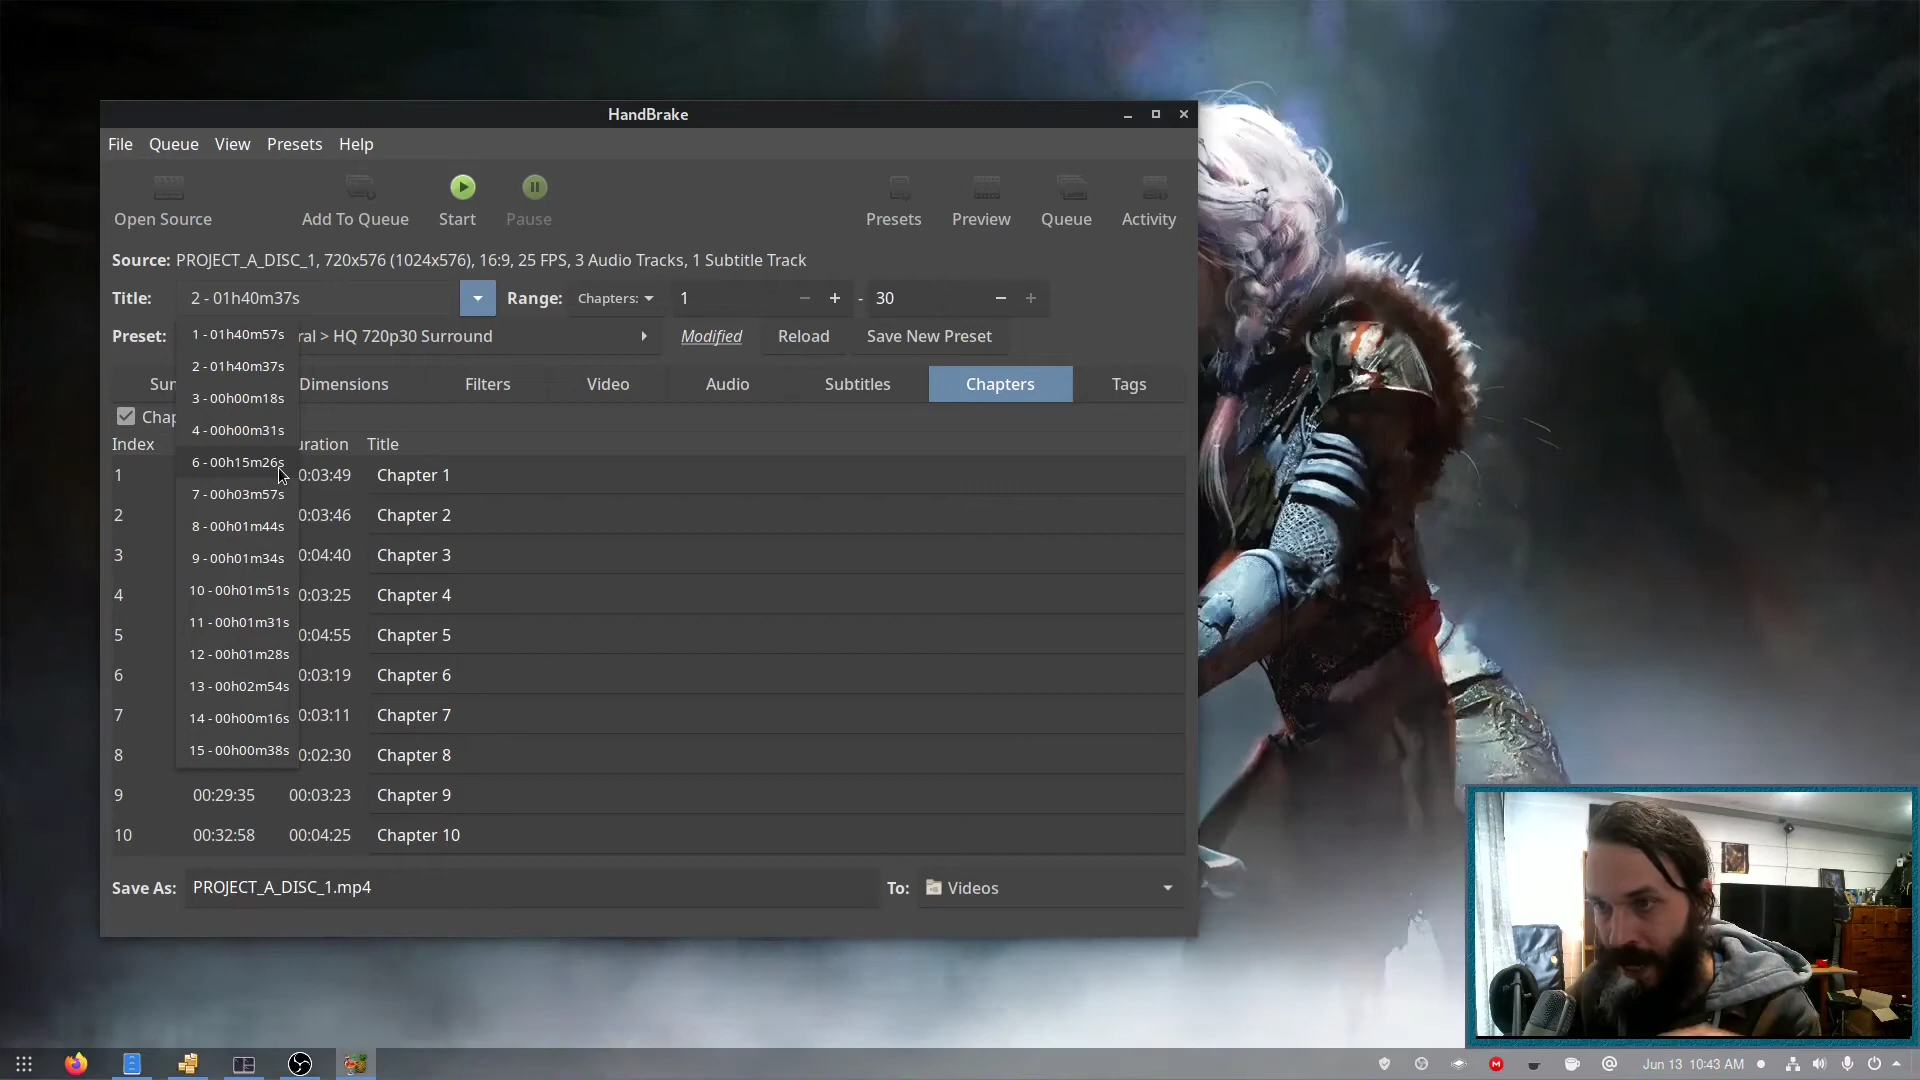 HandBrake
File Queue View Presets Help
Open Source Add To Queue Start Pause Presets Preview Queue Activity
Source: PROJECT_A_DISC_1, 720x576 (1024x576), 16:9, 25 FPS, 3 Audio Tracks, 1 Subtitle Track
Title: 2 - 01h40m37s Range: Chapters: 1 - 30
Preset: ral > HQ 720p30 Surround Modified Reload Save New Preset
1 - 01h40m57s
2 - 01h40m37s
3 - 00h00m18s
4 - 00h00m31s
6 - 00h15m26s
7 - 00h03m57s
8 - 00h01m44s
9 - 00h01m34s
10 - 00h01m51s
11 - 00h01m31s
12 - 00h01m28s
13 - 00h02m54s
14 - 00h00m16s
15 - 00h00m38s
Sun Dimensions Filters Video Audio Subtitles Chapters Tags
Chap
Index uration Title
1 0:03:49 Chapter 1
2 0:03:46 Chapter 2
3 0:04:40 Chapter 3
4 0:03:25 Chapter 4
5 0:04:55 Chapter 5
6 0:03:19 Chapter 6
7 0:03:11 Chapter 7
8 0:02:30 Chapter 8
9 00:29:35 00:03:23 Chapter 9
10 00:32:58 00:04:25 Chapter 10
Save As: PROJECT_A_DISC_1.mp4 To: Videos
Jun 13 10:43 AM